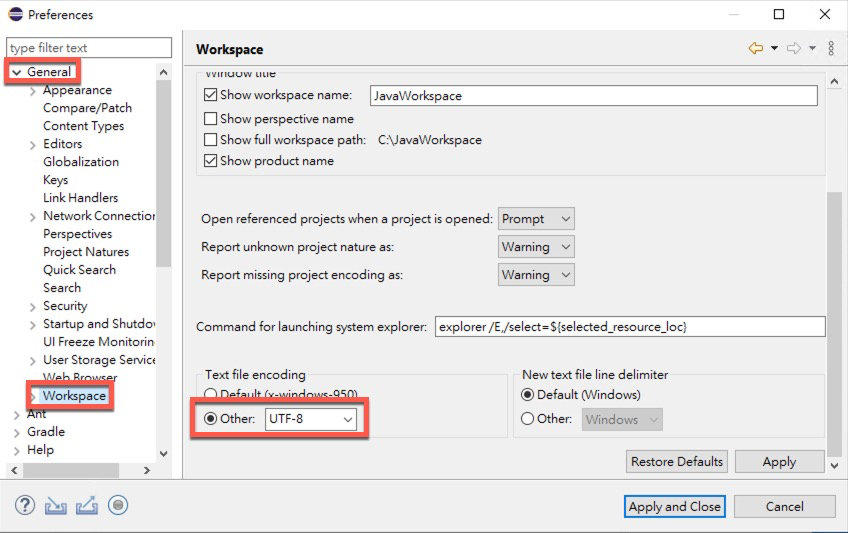 Preferences
type filter text
General
Appearance
Compare/Patch
Content Types
Editors
Globalization
Keys
Link Handlers
Network Connection
Perspectives
Project Natures
Quick Search
Search
Security
Startup and Shutdo
UI Freeze Monitorin
User Storage Service
Web Browser
Workspace
Ant
Gradle
Help
Workspace
Window title
Show workspace name: JavaWorkspace
Show perspective name
Show full workspace path: C:\JavaWorkspace
Show product name
Open referenced projects when a project is opened: Prompt
Report unknown project nature as: Warning
Report missing project encoding as: Warning
Command for launching system explorer: explorer /E,/select=${selected_resource_loc}
Text file encoding
Default (x-windows-950)
Other: UTF-8
New text file line delimiter
Default (Windows)
Other: Windows
Restore Defaults Apply
Apply and Close Cancel